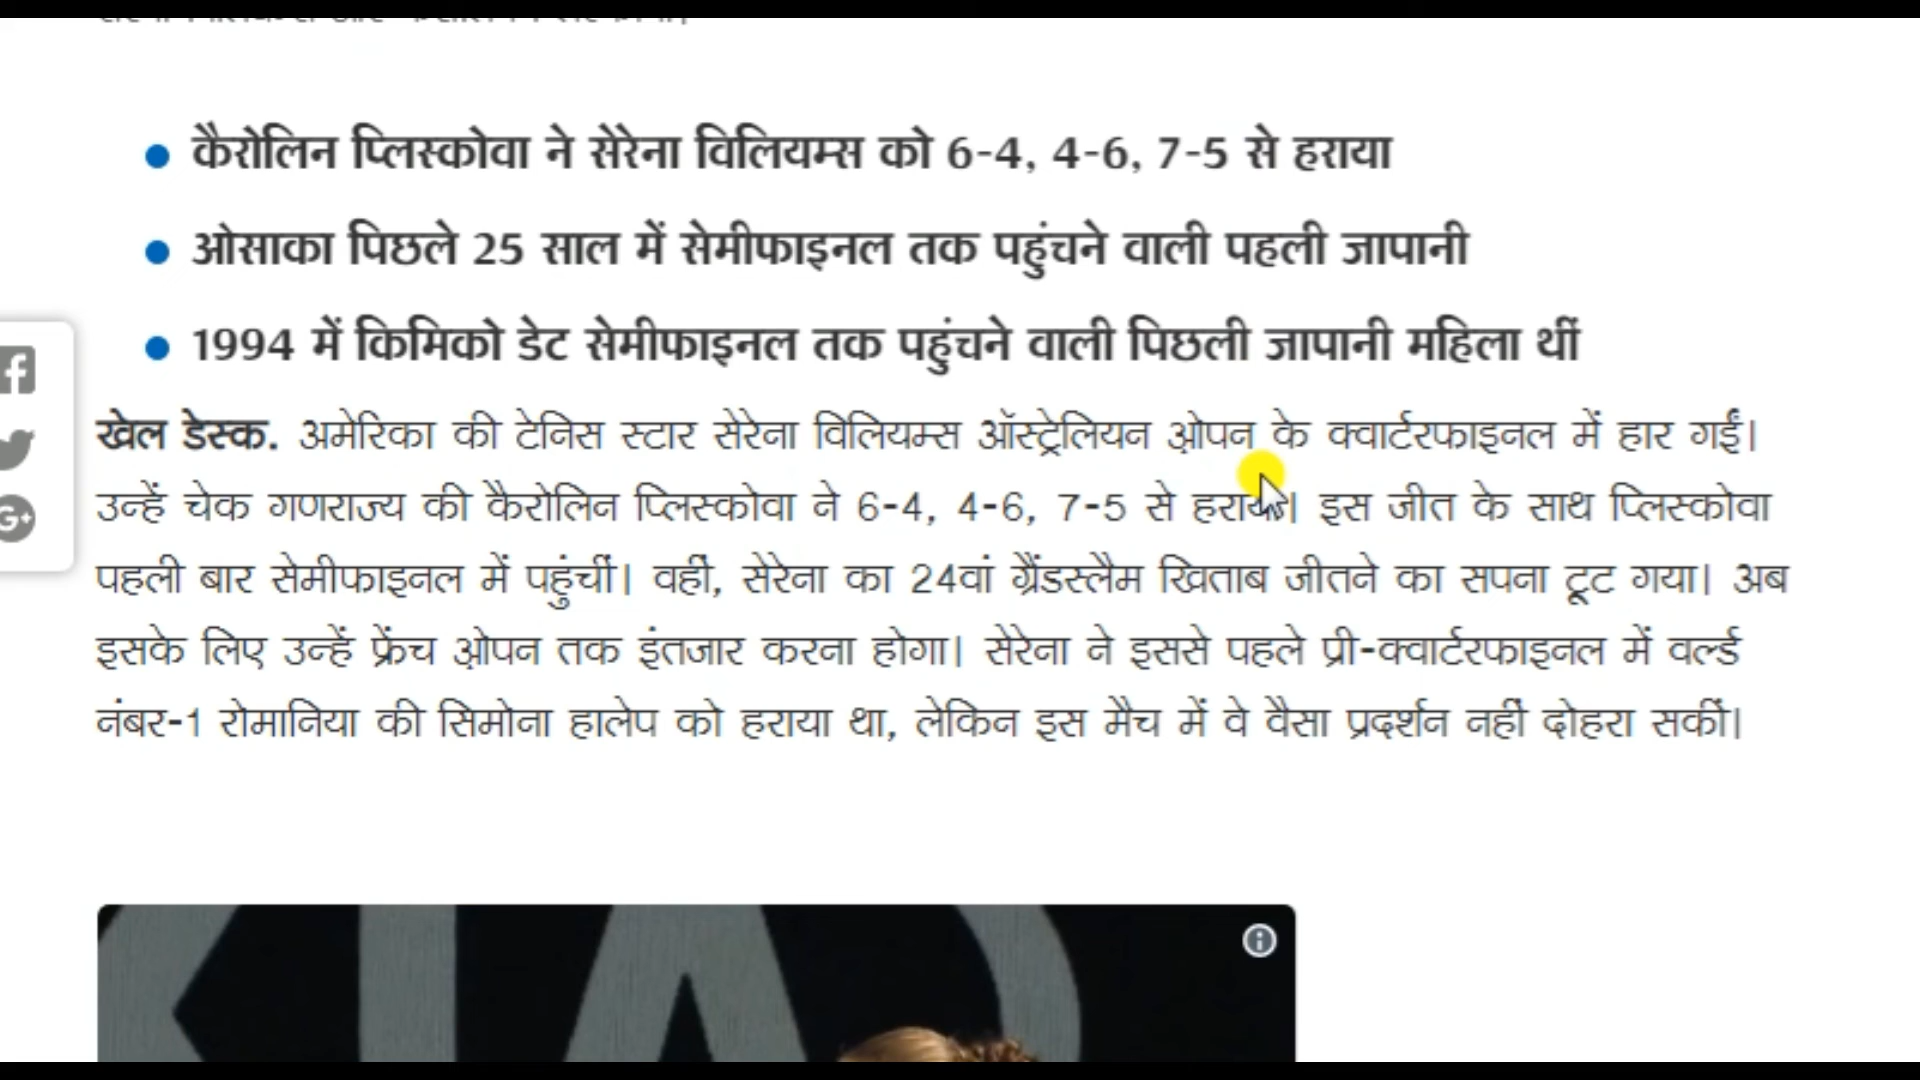 कैरोलिन प्लिस्कोवा ने सेरेना विलियम्स को 6-4, 4-6, 7-5 से हराया
ओसाका पिछले 25 साल में सेमीफाइनल तक पहुंचने वाली पहली जापानी
1994 में किमिको डेट सेमीफाइनल तक पहुंचने वाली पिछली जापानी महिला थीं
खेल डेस्क. अमेरिका की टेनिस स्टार सेरेना विलियम्स ऑस्ट्रेलियन ओ़पन के क्वार्टरफाइनल में हार गईं।
उन्हें चेक गणराज्य की कैरोलिन प्लिस्कोवा ने 6-4, 4-6, 7-5 से हराया। इस जीत के साथ प्लिस्कोवा
पहली बार सेमीफाइनल में पहुंचीं। वहीं, सेरेना का 24वां ग्रैंडस्लैम खिताब जीतने का सपना टूट गया। अब
इसके लिए उन्हें फ्रेंच ओ़पन तक इंतजार करना होगा। सेरेना ने इससे पहले प्री-क्वार्टरफाइनल में वर्ल्ड
नंबर-1 रोमानिया की सिमोना हालेप को हराया था, लेकिन इस मैच में वे वैसा प्रदर्शन नहीं दोहरा सकीं।